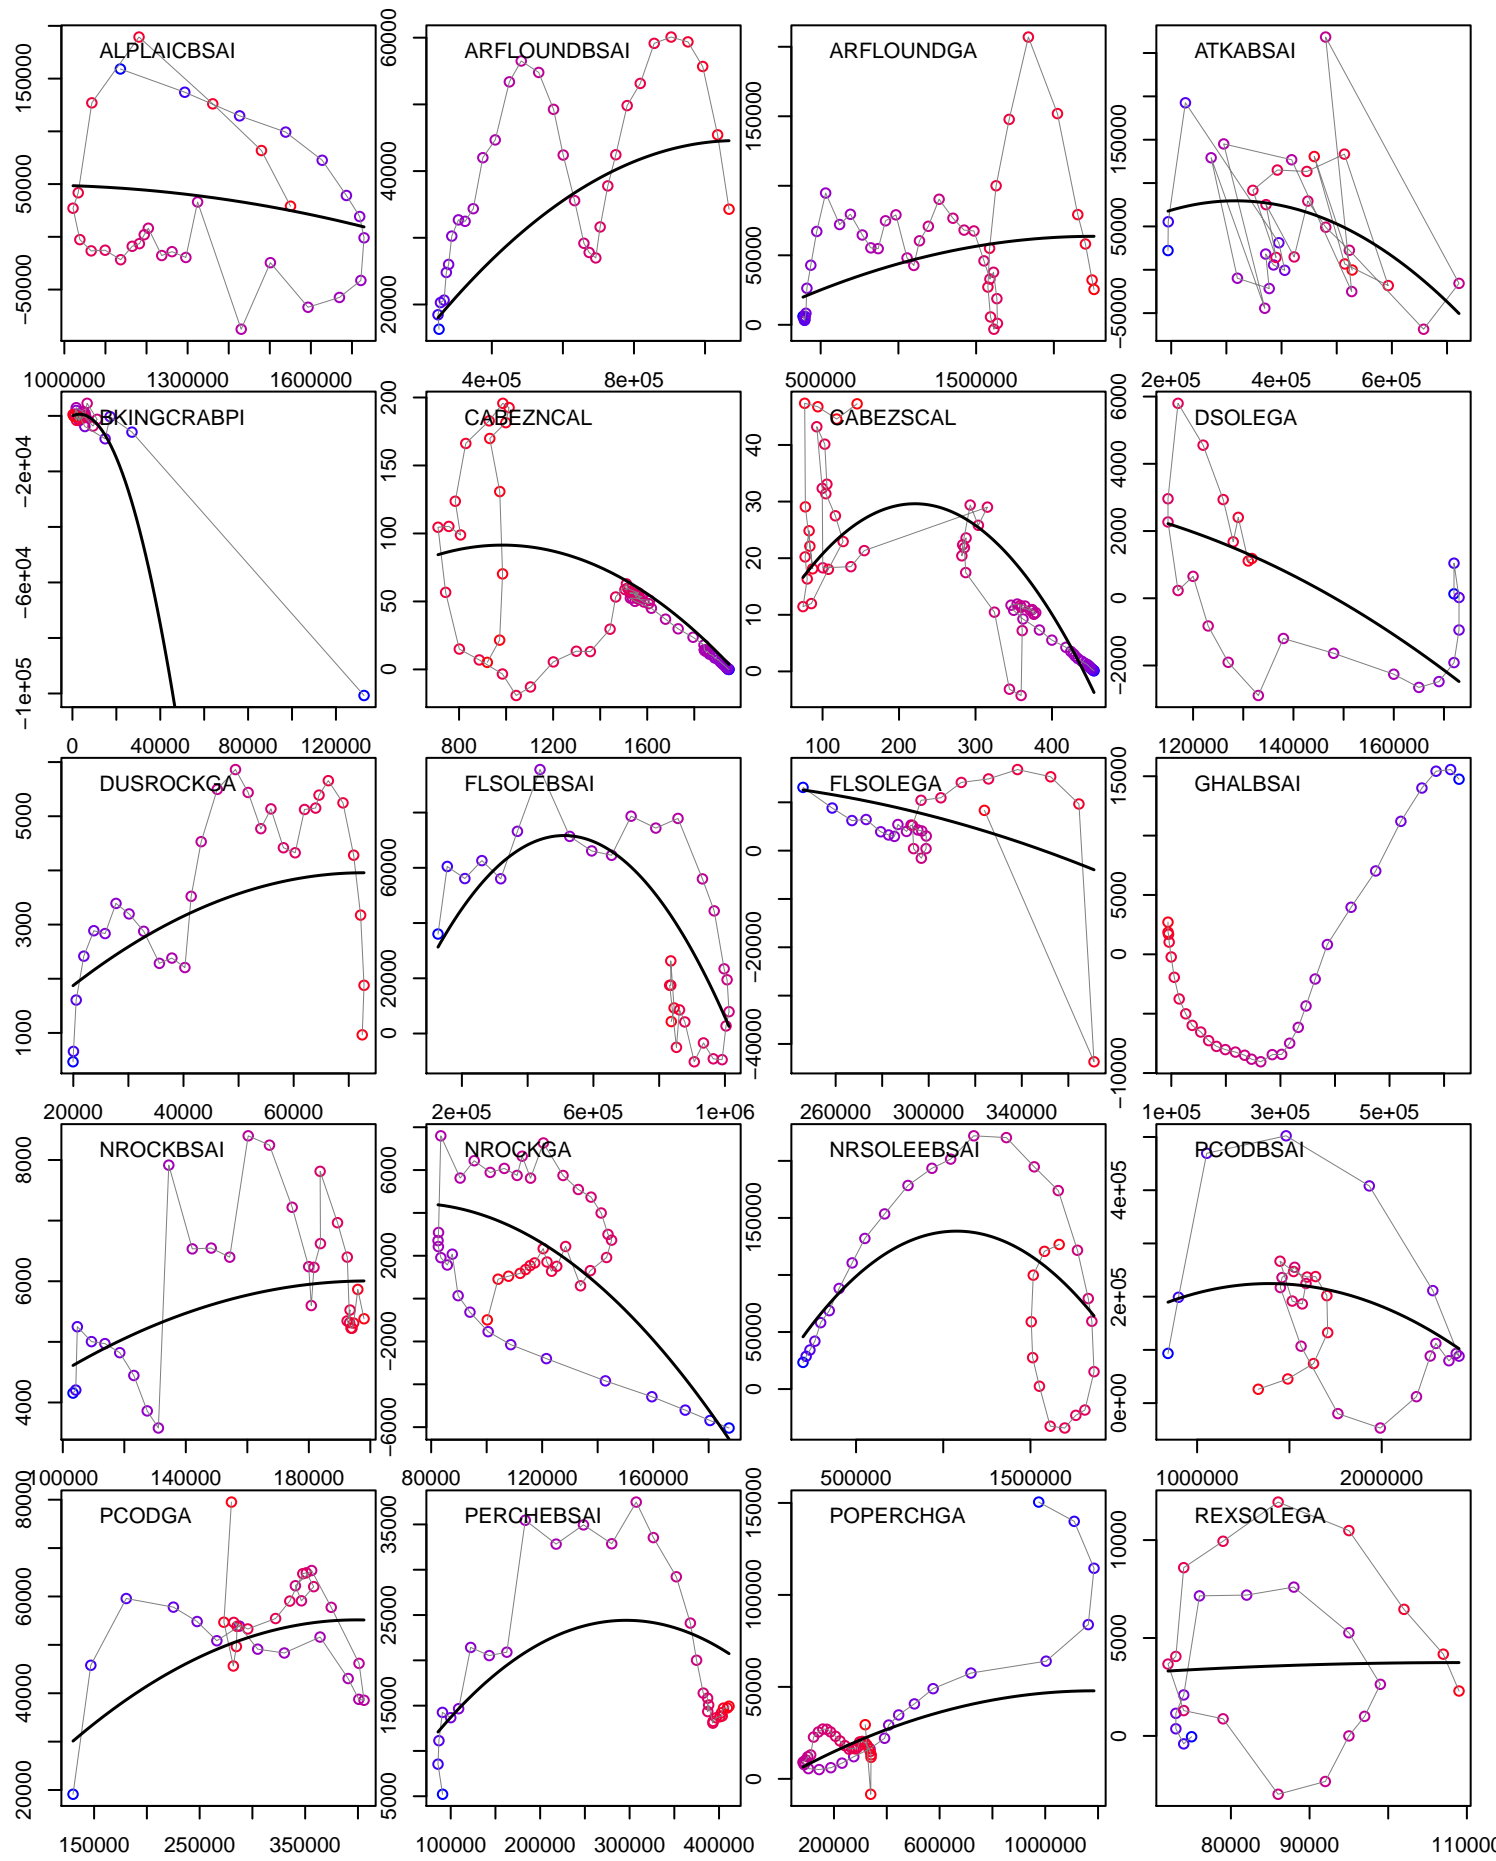 ALPLAICBSAI
150000
50000
−50000
1000000 1300000 1600000
ARFLOUNDBSAI
60000
40000
20000
4e+05 8e+05
ARFLOUNDGA
150000
50000
0
500000 1500000
ATKABSAI
150000
50000
−50000
2e+05 4e+05 6e+05
BKINGCRABPI
−2e+04
−6e+04
−1e+05
0 40000 80000 120000
CABEZNCAL
200
150
100
50
0
800 1200 1600
CABEZSCAL
40
30
20
10
0
100 200 300 400
DSOLEGA
6000
4000
2000
0
−2000
120000 140000 160000
DUSROCKGA
5000
3000
1000
20000 40000 60000
FLSOLEBSAI
60000
20000
0
2e+05 6e+05 1e+06
FLSOLEGA
0
−20000
−40000
260000 300000 340000
GHALBSAI
15000
5000
0
−10000
1e+05 3e+05 5e+05
NROCKBSAI
8000
6000
4000
100000 140000 180000
NROCKGA
6000
2000
−2000
−6000
80000 120000 160000
NRSOLEEBSAI
150000
50000
0
5000000 15000000
PCODBSAI
4e+05
2e+05
0e+00
1000000 2000000
PCODGA
80000
60000
40000
20000
150000 250000 350000
PERCHEBSAI
35000
25000
15000
5000
100000 200000 300000 400000
POPERCHGA
150000
100000
50000
0
200000 600000 1000000
REXSOLEGA
10000
5000
0
80000 90000 110000